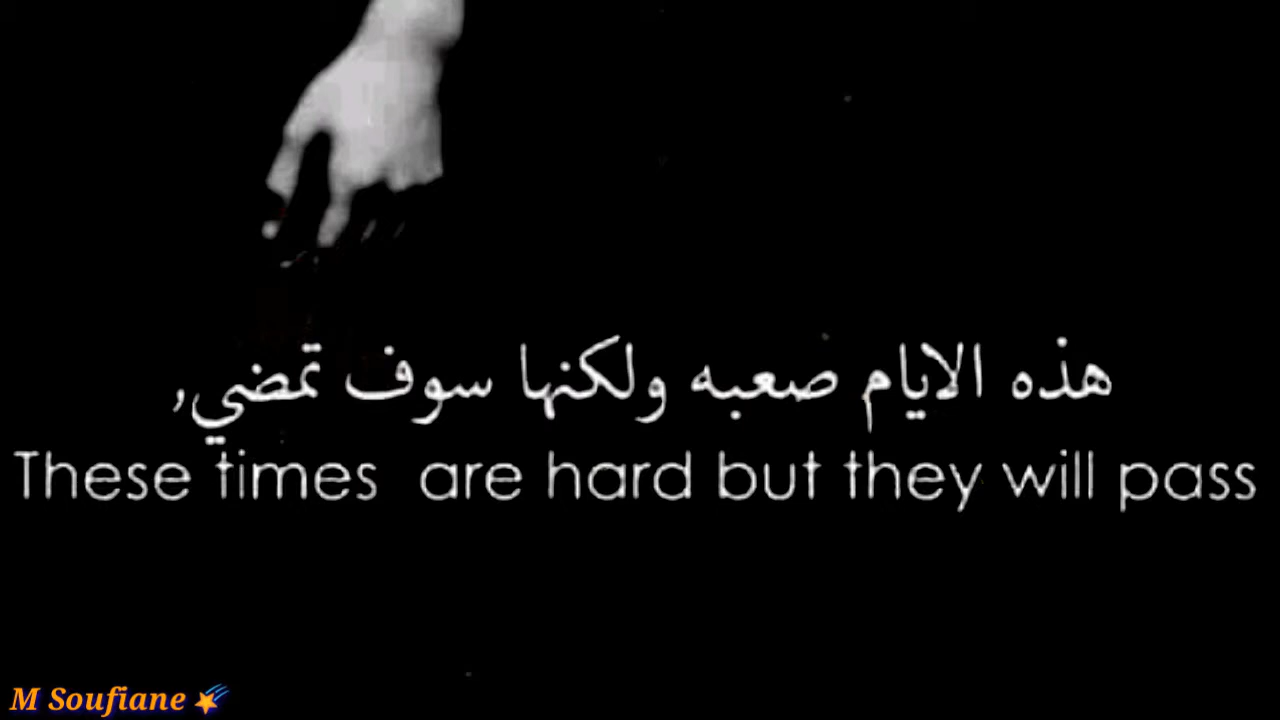 هذه الايام صعبه ولكنها سوف تمضي,
These times are hard but they will pass
M Soufiane